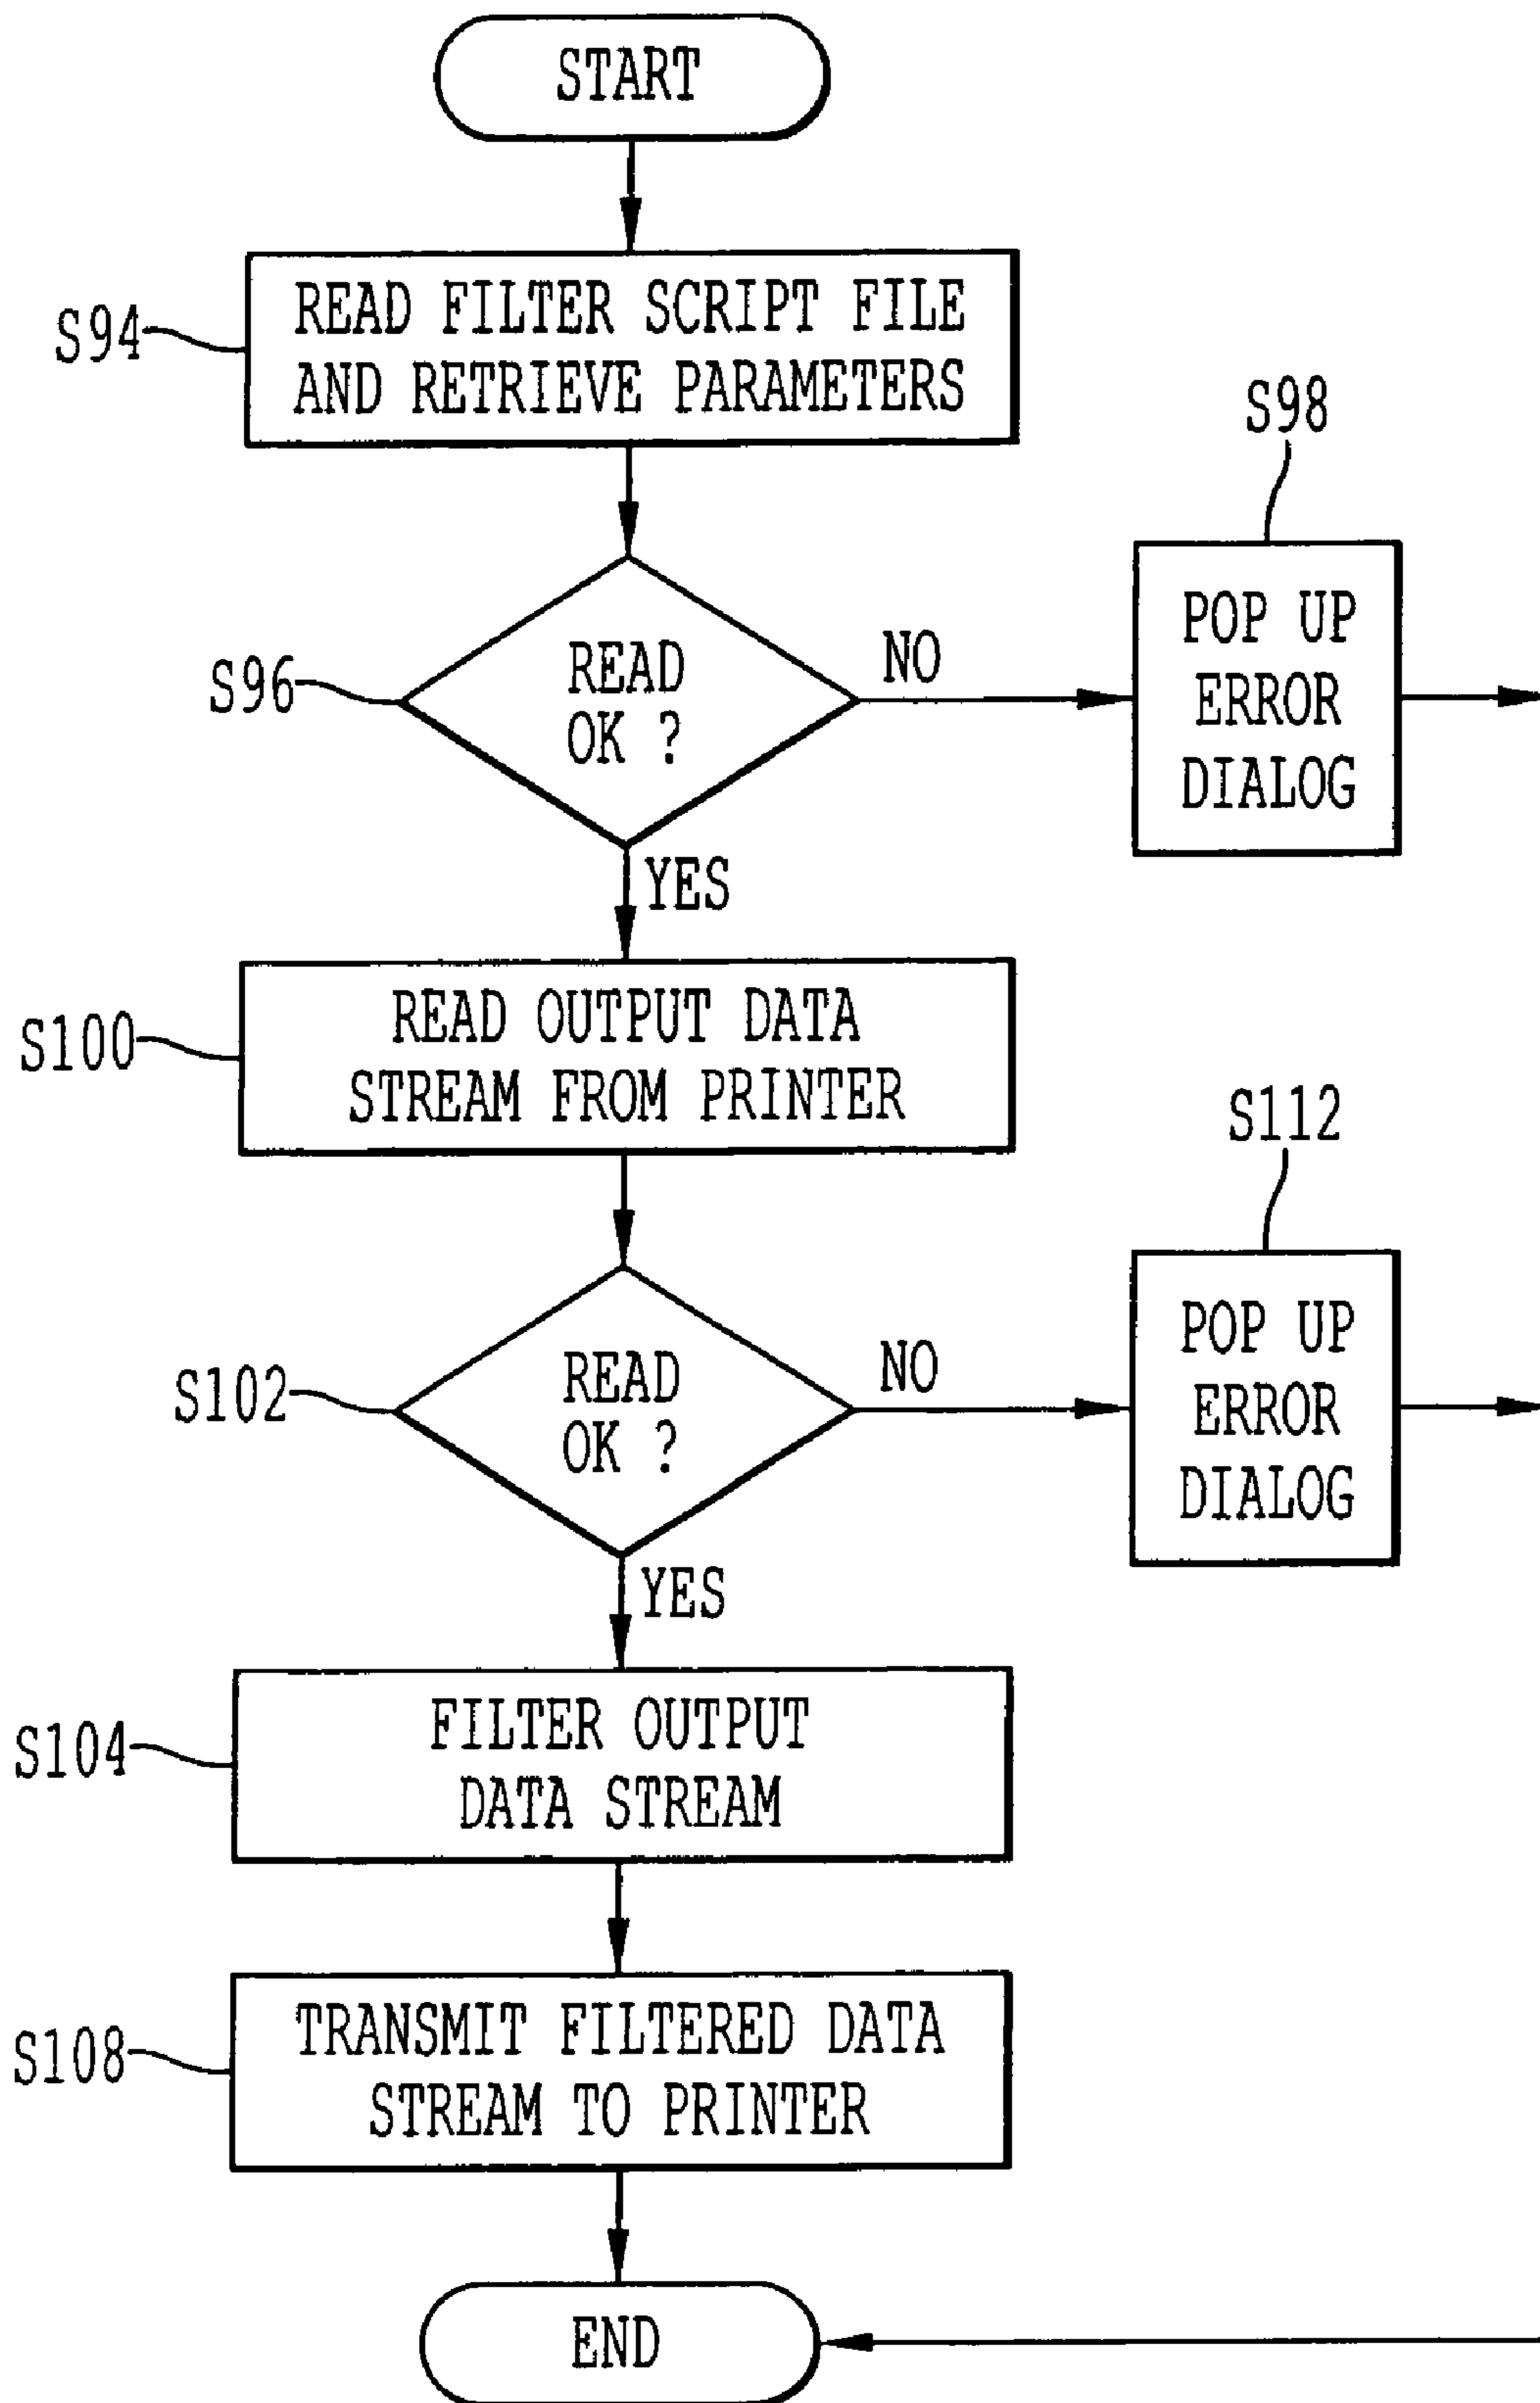 START
S94
READ FILTER SCRIPT FILE
AND RETRIEVE PARAMETERS
S98
S96
READ
OK ?
NO
POP UP
ERROR
DIALOG
YES
S100
READ OUTPUT DATA
STREAM FROM PRINTER
S112
S102
READ
OK ?
NO
POP UP
ERROR
DIALOG
YES
S104
FILTER OUTPUT
DATA STREAM
S108
TRANSMIT FILTERED DATA
STREAM TO PRINTER
END